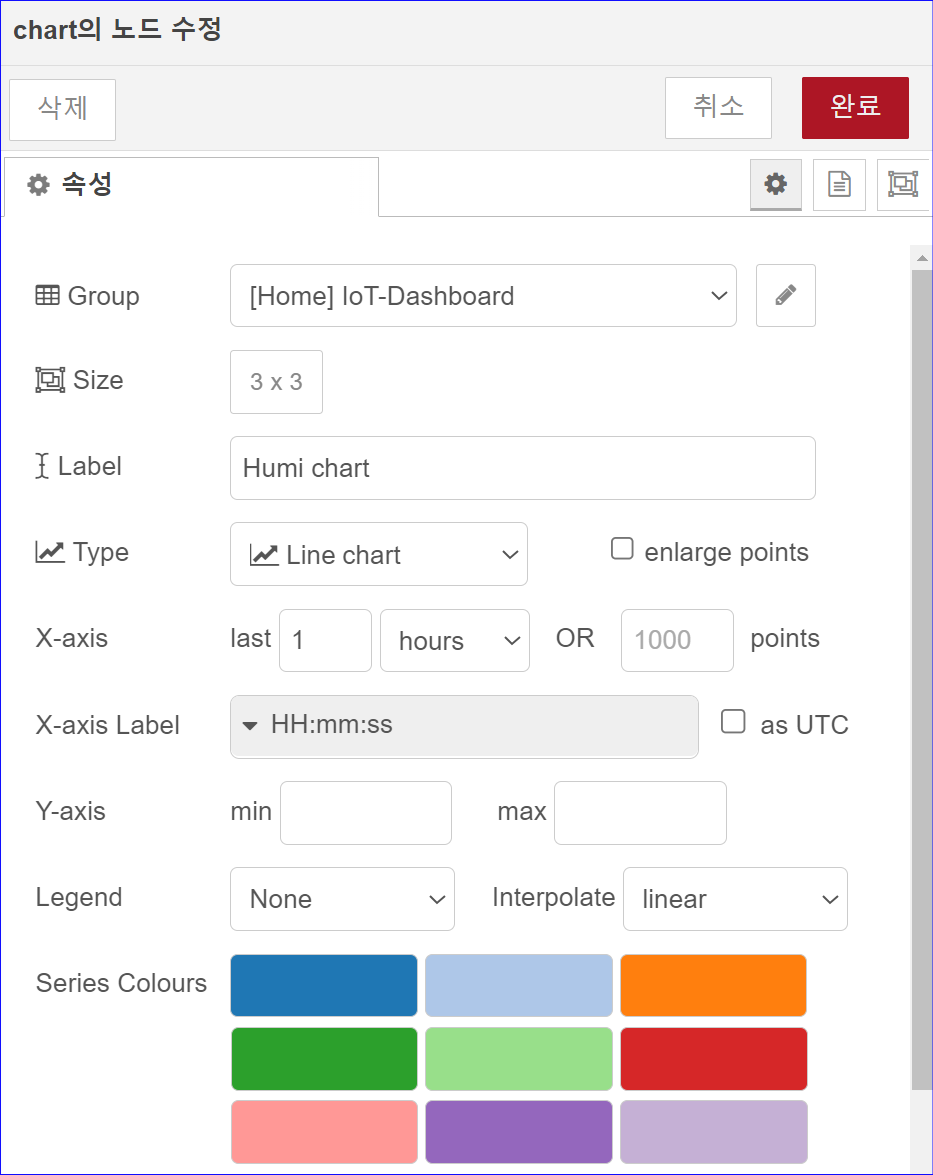 chart의 노드 수정
삭제 취소 완료
속성
Group [Home] IoT-Dashboard
Size 3 x 3
Label Humi chart
Type Line chart enlarge points
X-axis last 1 hours OR 1000 points
X-axis Label HH:mm:ss as UTC
Y-axis min max
Legend None Interpolate linear
Series Colours